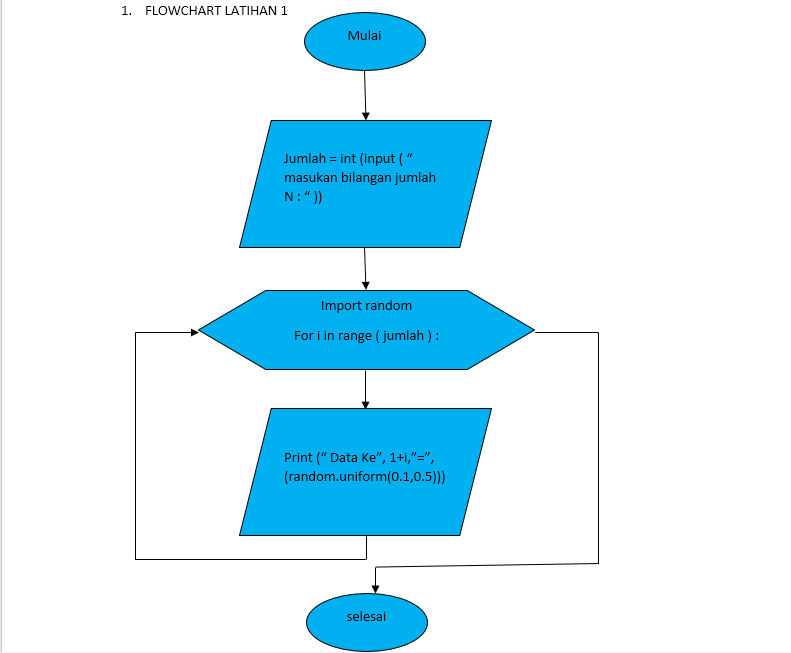 1. FLOWCHART LATIHAN 1
Mulai
Jumlah = int (input ( “
masukan bilangan jumlah
N : “ ))
Import random
For i in range ( jumlah ) :
Print (“ Data Ke”, 1+i,”=”,
(random.uniform(0.1,0.5)))
selesai